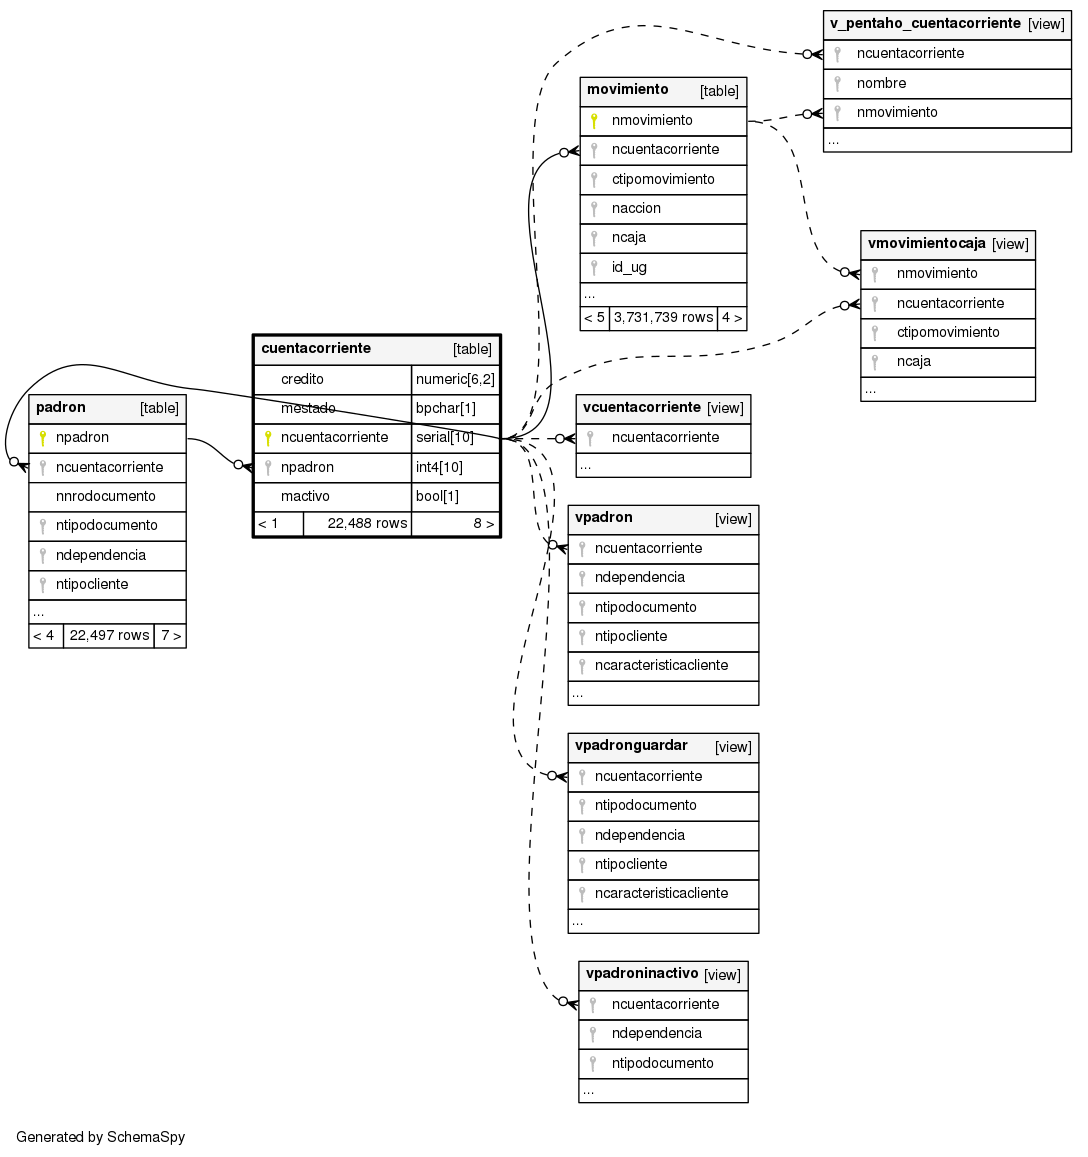 v_pentaho_cuentacorriente [view]
ncuentacorriente
nombre
nmovimiento
...
movimiento [table]
nmovimiento
ncuentacorriente
ctipomovimiento
naccion
ncaja
id_ug
...
< 5 3,731,739 rows 4 >
vmovimientocaja [view]
nmovimiento
ncuentacorriente
ctipomovimiento
ncaja
...
cuentacorriente [table]
credito numeric[6,2]
mestado bpchar[1]
ncuentacorriente serial[10]
npadron int4[10]
mactivo bool[1]
< 1 22,488 rows 8 >
padron [table]
npadron
ncuentacorriente
nnrodocumento
ntipodocumento
ndependencia
ntipocliente
...
< 4 22,497 rows 7 >
vcuentacorriente [view]
ncuentacorriente
...
vpadron [view]
ncuentacorriente
ndependencia
ntipodocumento
ntipocliente
ncaracteristicacliente
...
vpadronguardar [view]
ncuentacorriente
ntipodocumento
ndependencia
ntipocliente
ncaracteristicacliente
...
vpadroninactivo [view]
ncuentacorriente
ndependencia
ntipodocumento
...
Generated by SchemaSpy